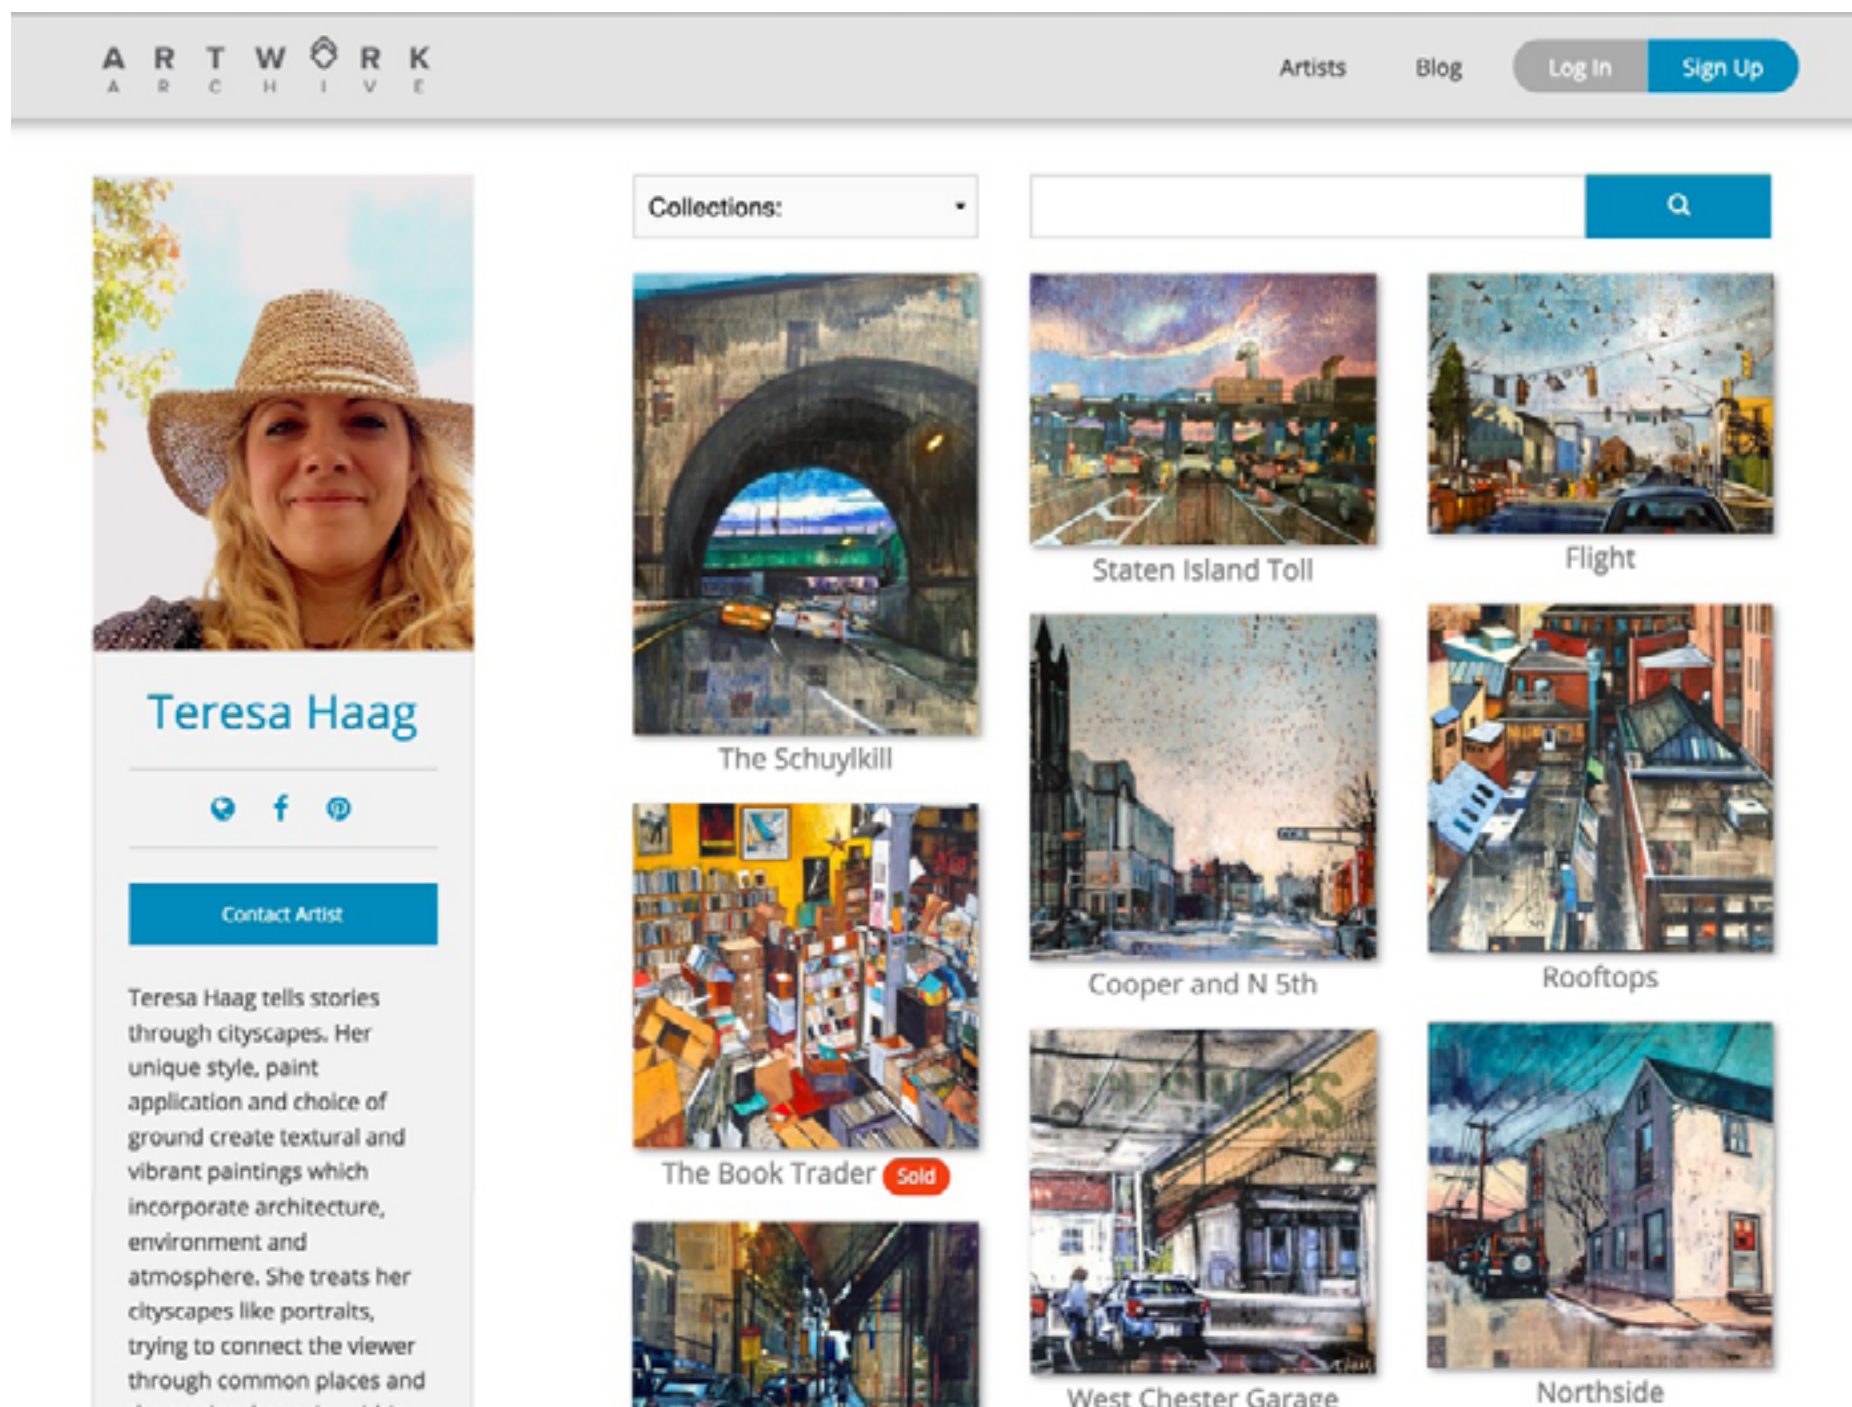 ARTWORK
ARCHIVE
Artists
Blog
Log In
Sign Up
Collections:
Teresa Haag
Contact Artist
Teresa Haag tells stories
through cityscapes. Her
unique style, paint
application and choice of
ground create textural and
vibrant paintings which
incorporate architecture,
environment and
atmosphere. She treats her
cityscapes like portraits,
trying to connect the viewer
through common places and
The Schuylkill
The Book Trader Sold
Staten Island Toll
Cooper and N 5th
West Chester Garage
Flight
Rooftops
Northside